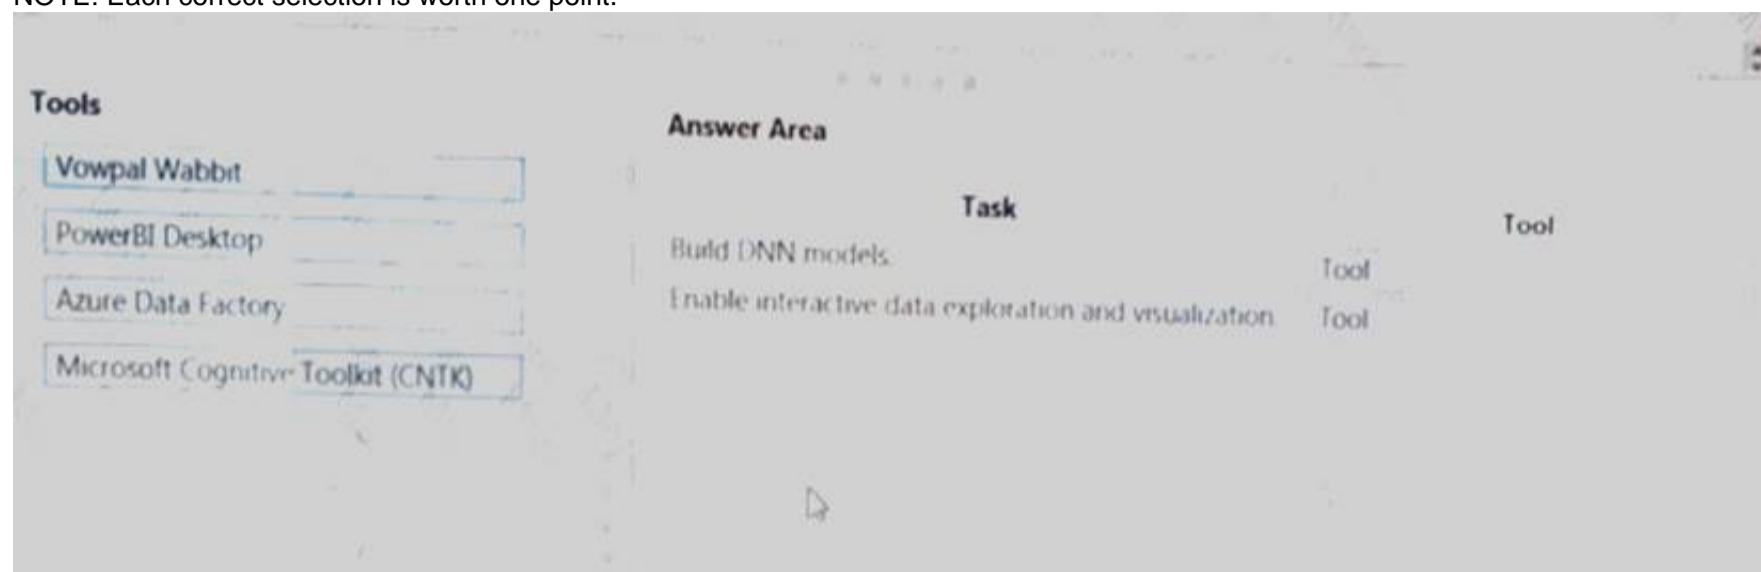 NOTE: Each correct selection is worth one point.
Tools
Vowpal Wabbit
PowerBI Desktop
Azure Data Factory
Microsoft Cognitive Toolkit (CNTK)
Answer Area
Task
Tool
Build DNN models.
Tool
Enable interactive data exploration and visualization.
Tool